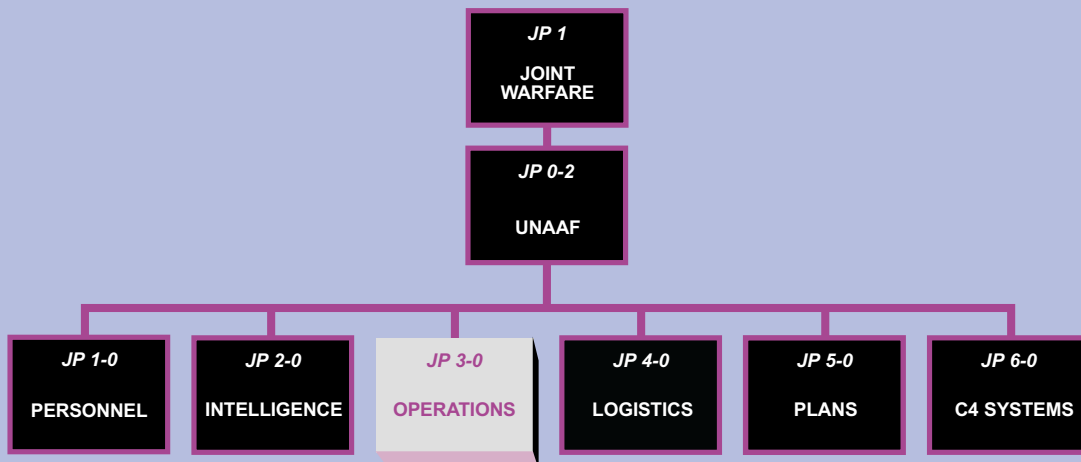 JP 1
JOINT
WARFARE
JP 0-2
UNAAF
JP 1-0
PERSONNEL
JP 2-0
INTELLIGENCE
JP 3-0
OPERATIONS
JP 4-0
LOGISTICS
JP 5-0
PLANS
JP 6-0
C4 SYSTEMS